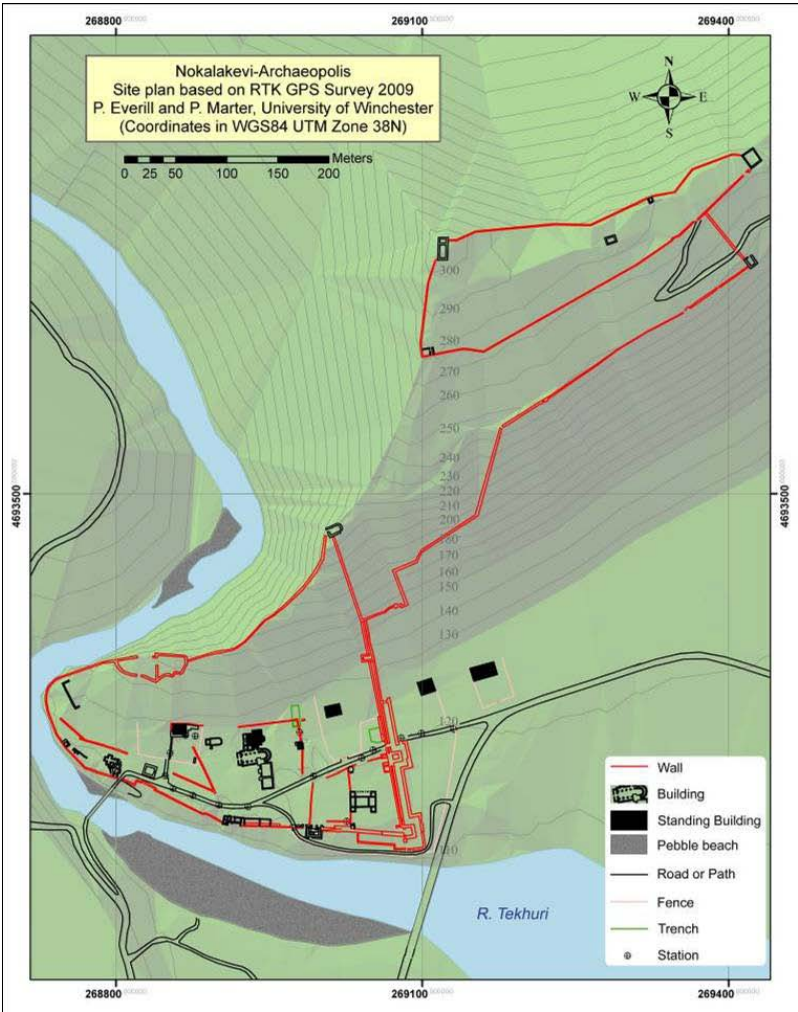 268800
269100
269400
Nokalakevi-Archaeopolis
Site plan based on RTK GPS Survey 2009
P. Everill and P. Marter, University of Winchester
(Coordinates in WGS84 UTM Zone 38N)
N
W E
S
Meters
0 25 50 100 150 200
300
290
280
270
260
250
240
230
220
210
200
180
170
160
150
140
130
120
110
4693500
4693500
Wall
Building
Standing Building
Pebble beach
Road or Path
Fence
Trench
Station
R. Tekhuri
268800
269100
269400